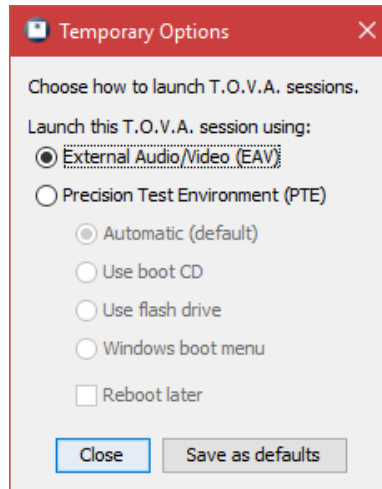 Temporary Options
Choose how to launch T.O.V.A. sessions.
Launch this T.O.V.A. session using:
External Audio/Video (EAV)
Precision Test Environment (PTE)
Automatic (default)
Use boot CD
Use flash drive
Windows boot menu
Reboot later
Close Save as defaults